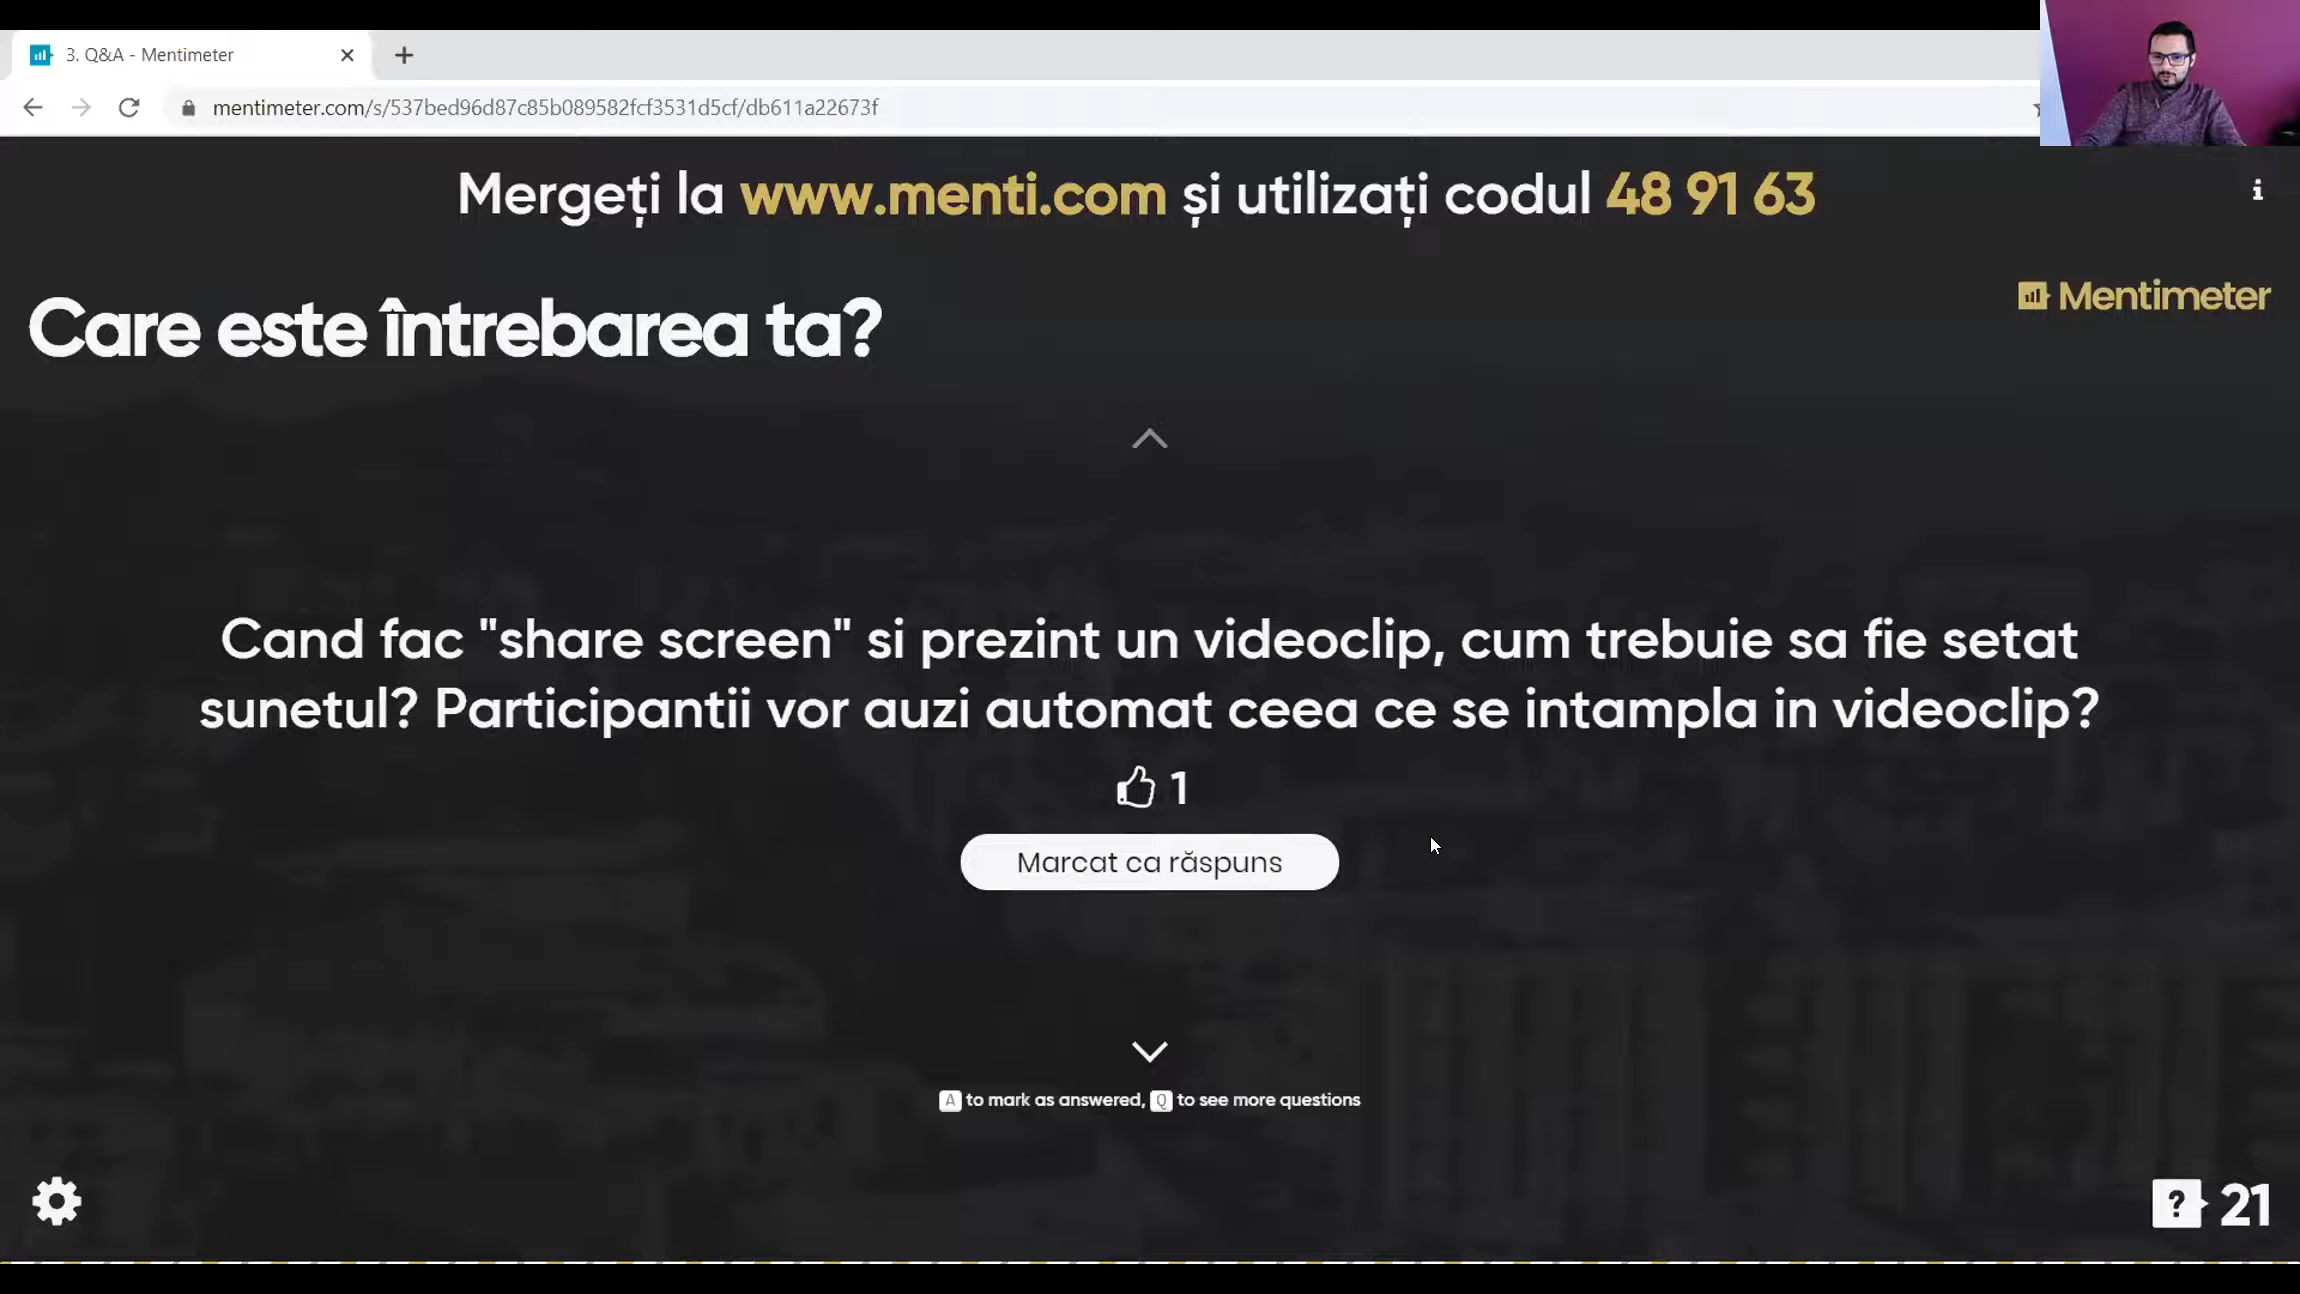 3. Q&A - Mentimeter
mentimeter.com/s/537bed96d87c85b089582fcf3531d5cf/db611a22673f
Mergeți la www.menti.com și utilizați codul 48 91 63
Mentimeter
Care este întrebarea ta?
Cand fac "share screen" si prezint un videoclip, cum trebuie sa fie setat
sunetul? Participantii vor auzi automat ceea ce se intampla in videoclip?
1
Marcat ca răspuns
A to mark as answered, Q to see more questions
? 21